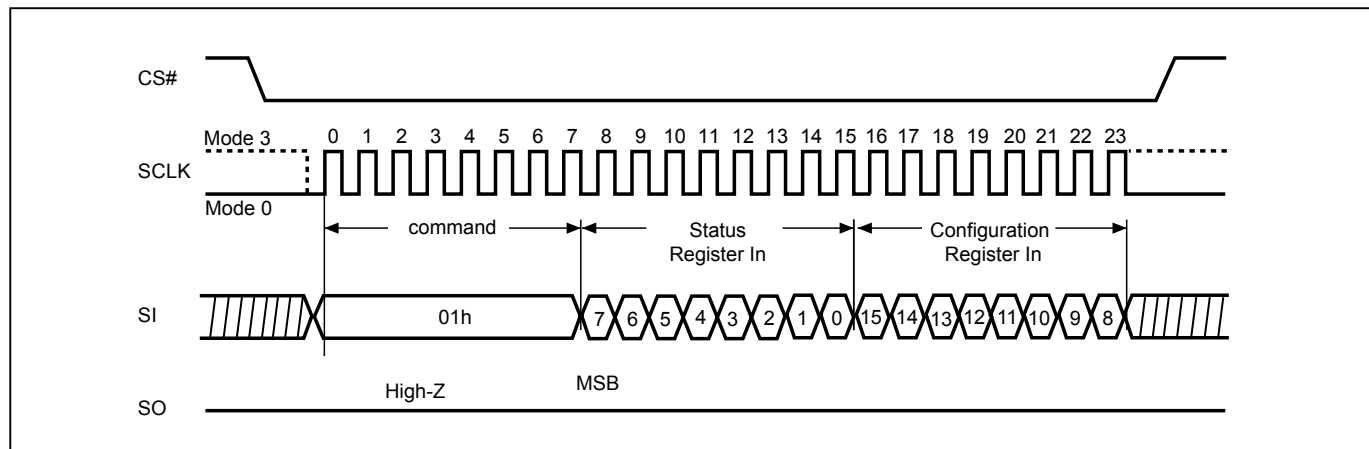 CS#
Mode 3
0 1 2 3 4 5 6 7 8 9 10 11 12 13 14 15 16 17 18 19 20 21 22 23
SCLK
Mode 0
command
Status
Register In
Configuration
Register In
SI
01h
7 6 5 4 3 2 1 0 15 14 13 12 11 10 9 8
High-Z
MSB
SO